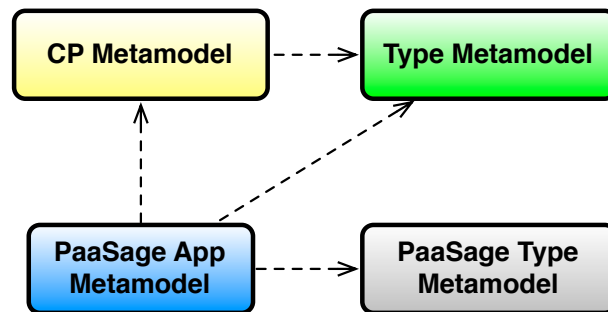 CP Metamodel
Type Metamodel
PaaSage App
Metamodel
PaaSage Type
Metamodel